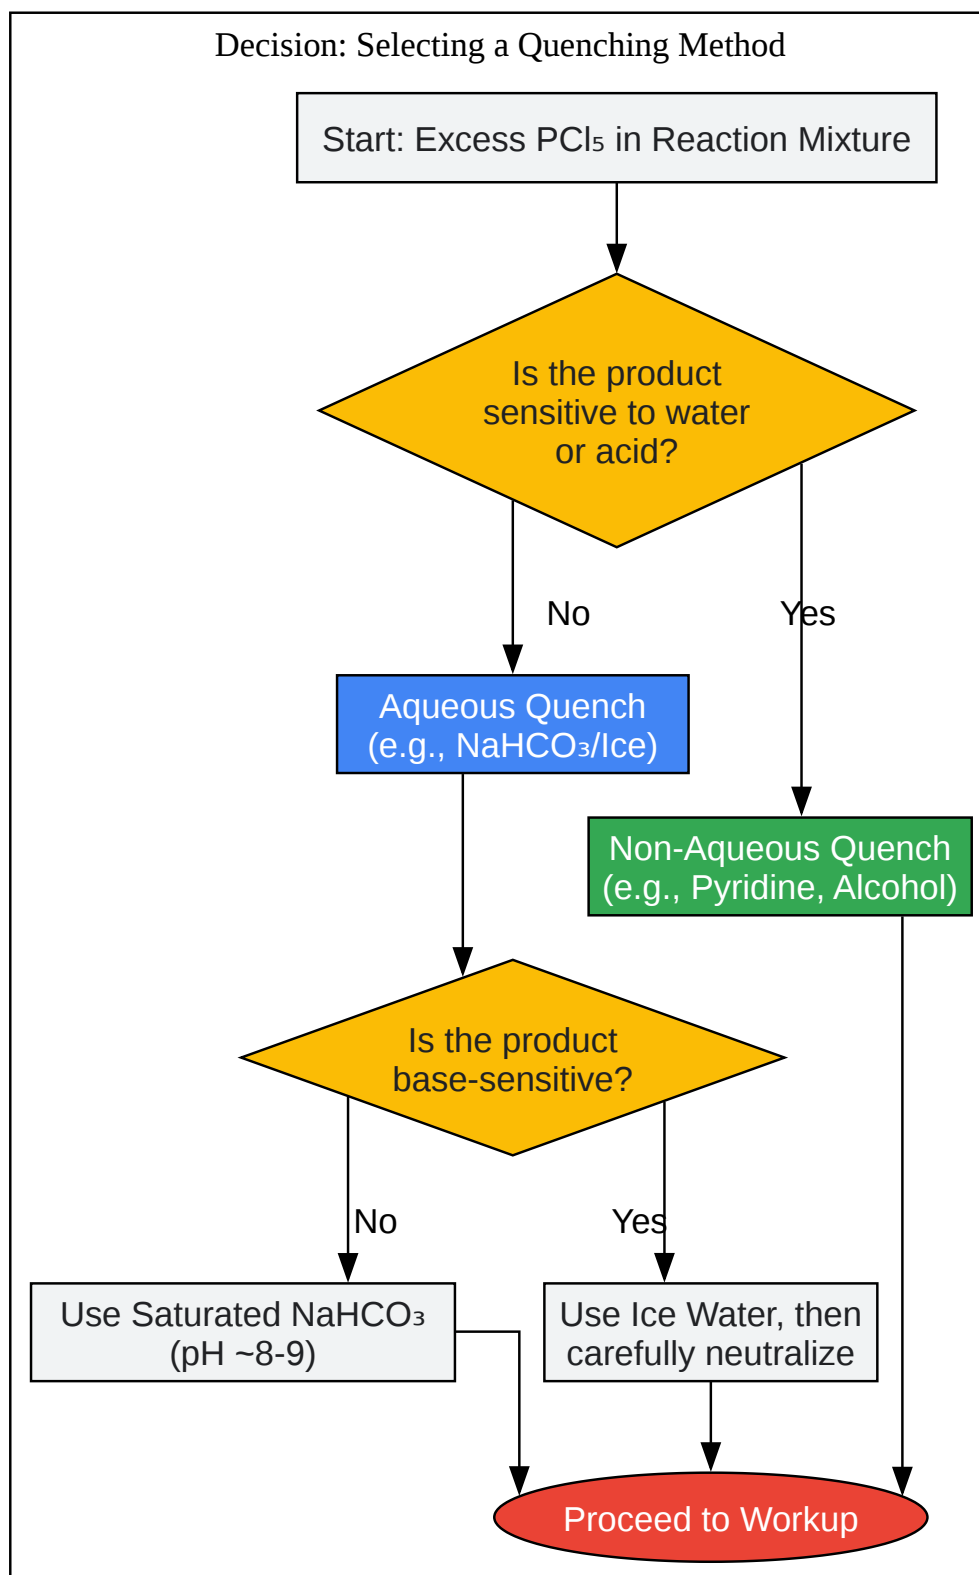 Decision: Selecting a Quenching Method
Start: Excess PCl₅ in Reaction Mixture
Is the product
sensitive to water
or acid?
No
Yes
Aqueous Quench
(e.g., NaHCO₃/Ice)
Non-Aqueous Quench
(e.g., Pyridine, Alcohol)
Is the product
base-sensitive?
No
Yes
Use Saturated NaHCO₃
(pH ~8-9)
Use Ice Water, then
carefully neutralize
Proceed to Workup